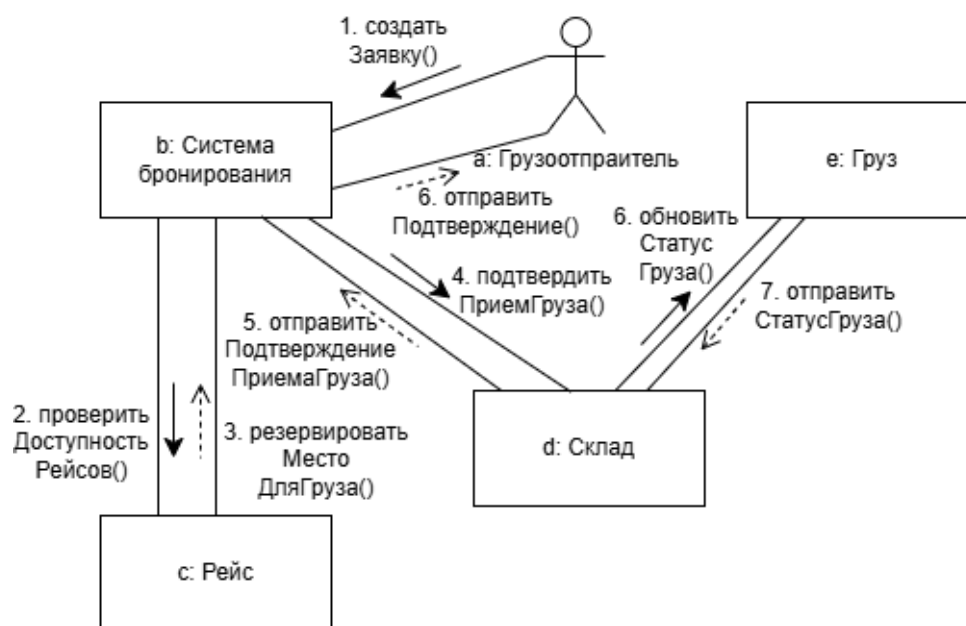 1. создать
Заявку()
b: Система
бронирования
a: Грузоотпраитель
e: Груз
6. отправить
Подтверждение()
6. обновить
Статус
Груза()
4. подтвердить
ПриемГруза()
7. отправить
СтатусГруза()
5. отправить
Подтверждение
ПриемаГруза()
2. проверить
Доступность
Рейсов()
3. резервировать
Место
ДляГруза()
d: Склад
c: Рейс